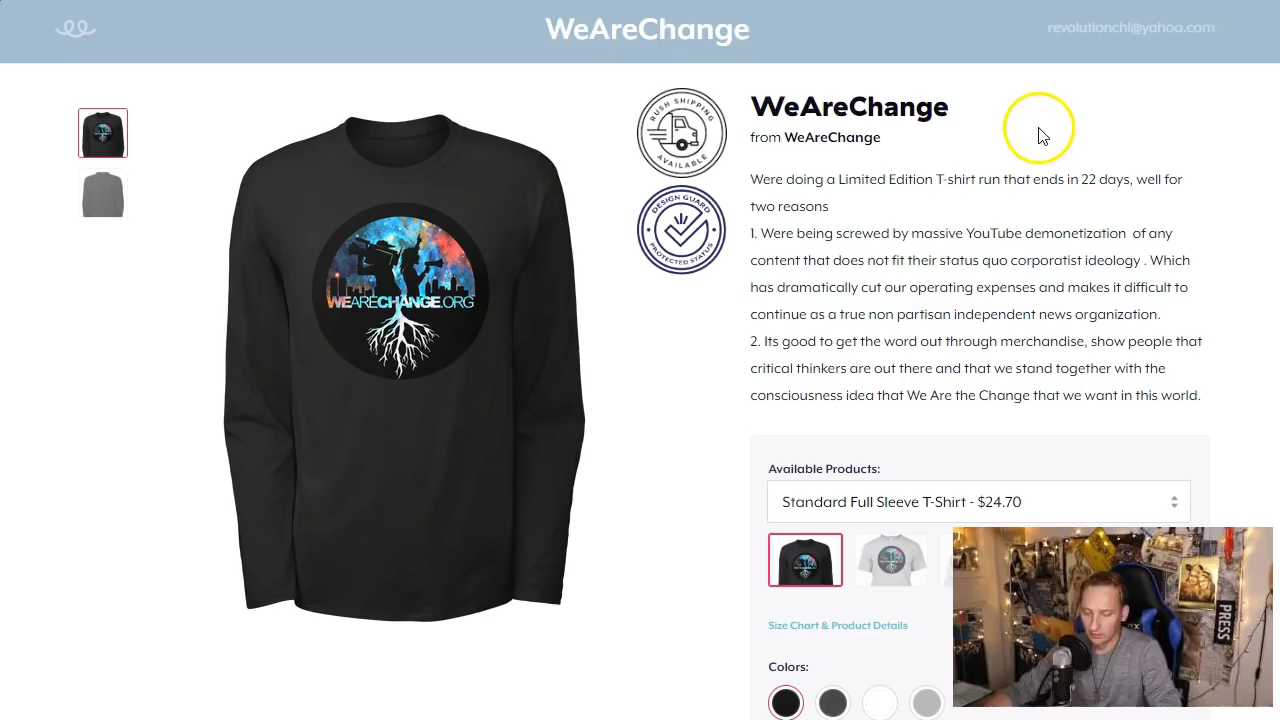 WeAreChange
revolutionchl@yahoo.com
RUSH SHIPPING
AVAILABLE
DESIGN GUARD
PROTECTED STATUS
WEARECHANGE.ORG
WeAreChange
from WeAreChange
Were doing a Limited Edition T-shirt run that ends in 22 days, well for
two reasons
1. Were being screwed by massive YouTube demonetization of any
content that does not fit their status quo corporatist ideology . Which
has dramatically cut our operating expenses and makes it difficult to
continue as a true non partisan independent news organization.
2. Its good to get the word out through merchandise, show people that
critical thinkers are out there and that we stand together with the
consciousness idea that We Are the Change that we want in this world.
Available Products:
Standard Full Sleeve T-Shirt - $24.70
Size Chart & Product Details
Colors:
PRESS